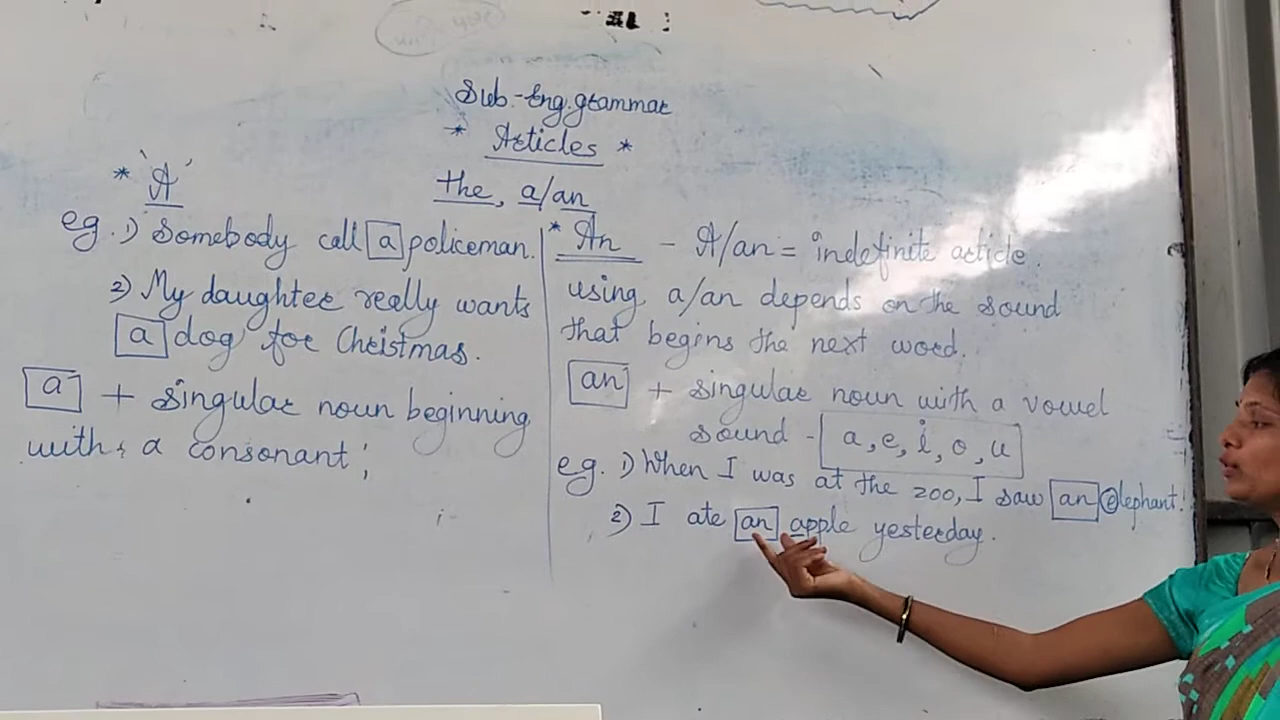 Sub.-Eng.grammar
* Articles *
the, a/an
* 'A'
eg. 1) Somebody call a policeman.
2) My daughter really wants
a dog for Christmas.
a + singular noun beginning
with a consonant;
* An - A/an = indefinite article.
using a/an depends on the sound
that begins the next word.
an + singular noun with a vowel
sound - a, e, i, o, u
eg. 1) When I was at the zoo, I saw an elephant!
2) I ate an apple yesterday.